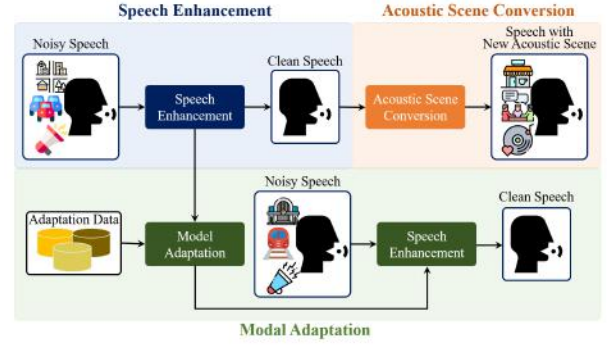 Speech Enhancement
Acoustic Scene Conversion
Noisy Speech
Clean Speech
Speech with
New Acoustic Scene
Speech
Enhancement
Acoustic Scene
Conversion
Noisy Speech
Clean Speech
Adaptation Data
Model
Adaptation
Speech
Enhancement
Modal Adaptation